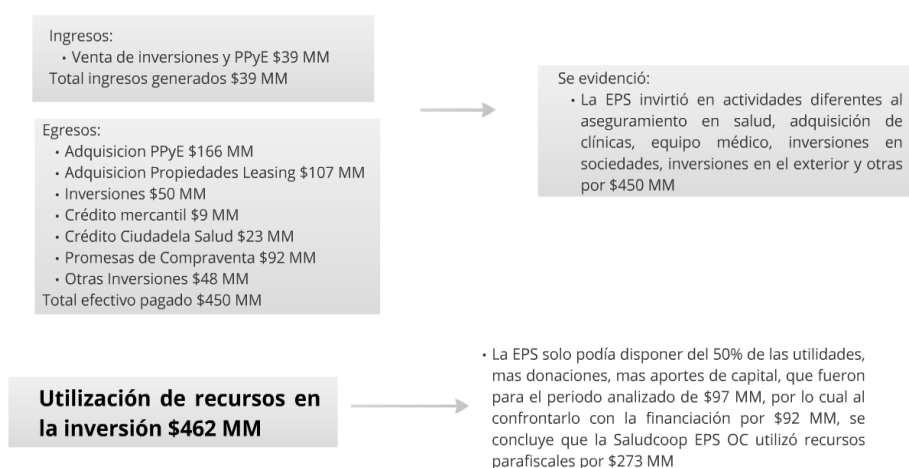 Ingresos:
• Venta de inversiones y PPyE $39 MM
Total ingresos generados $39 MM
Egresos:
• Adquisicion PPyE $166 MM
• Adquisicion Propiedades Leasing $107 MM
• Inversiones $50 MM
• Crédito mercantil $9 MM
• Crédito Ciudadela Salud $23 MM
• Promesas de Compraventa $92 MM
• Otras Inversiones $48 MM
Total efectivo pagado $450 MM
Se evidenció:
• La EPS invirtió en actividades diferentes al
aseguramiento en salud, adquisición de
clínicas, equipo médico, inversiones en
sociedades, inversiones en el exterior y otras
por $450 MM
Utilización de recursos en
la inversión $462 MM
• La EPS solo podía disponer del 50% de las utilidades,
mas donaciones, mas aportes de capital, que fueron
para el periodo analizado de $97 MM, por lo cual al
confrontarlo con la financiación por $92 MM, se
concluye que la Saludcoop EPS OC utilizó recursos
parafiscales por $273 MM